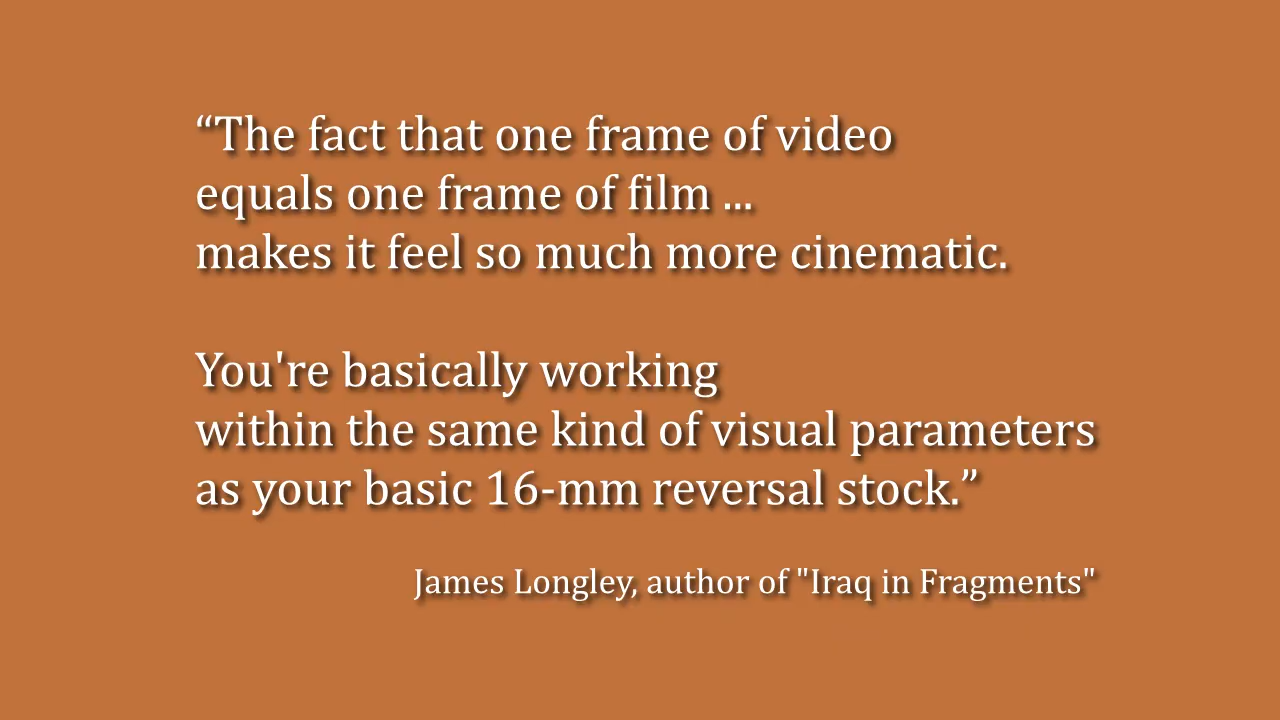 “The fact that one frame of video
equals one frame of film ...
makes it feel so much more cinematic.
You're basically working
within the same kind of visual parameters
as your basic 16-mm reversal stock.”
James Longley, author of "Iraq in Fragments"